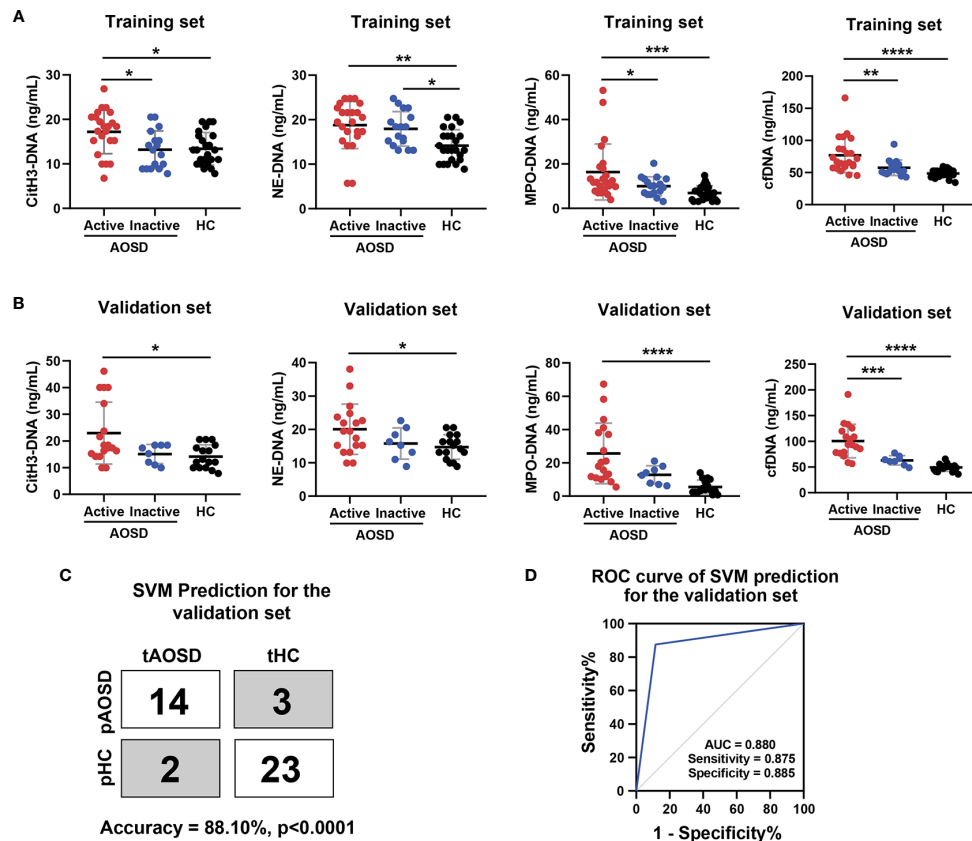 A
Training set
*
*
CitH3-DNA (ng/mL)
30
20
10
0
Active Inactive HC
AOSD
Training set
**
*
NE-DNA (ng/mL)
30
20
10
0
Active Inactive HC
AOSD
Training set
***
*
MPO-DNA (ng/mL)
60
40
20
0
Active Inactive HC
AOSD
Training set
****
**
cfDNA (ng/mL)
200
150
100
50
0
Active Inactive HC
AOSD
B
Validation set
*
CitH3-DNA (ng/mL)
50
40
30
20
10
0
Active Inactive HC
AOSD
Validation set
*
NE-DNA (ng/mL)
40
30
20
10
0
Active Inactive HC
AOSD
Validation set
****
MPO-DNA (ng/mL)
80
60
40
20
0
Active Inactive HC
AOSD
Validation set
****
***
cfDNA (ng/mL)
250
200
150
100
50
0
Active Inactive HC
AOSD
C
SVM Prediction for the
validation set
tAOSD tHC
pAOSD
14 3
pHC
2 23
Accuracy = 88.10%, p<0.0001
D
ROC curve of SVM prediction
for the validation set
Sensitivity%
100
80
60
40
20
0
AUC = 0.880
Sensitivity = 0.875
Specificity = 0.885
0 20 40 60 80 100
1 - Specificity%